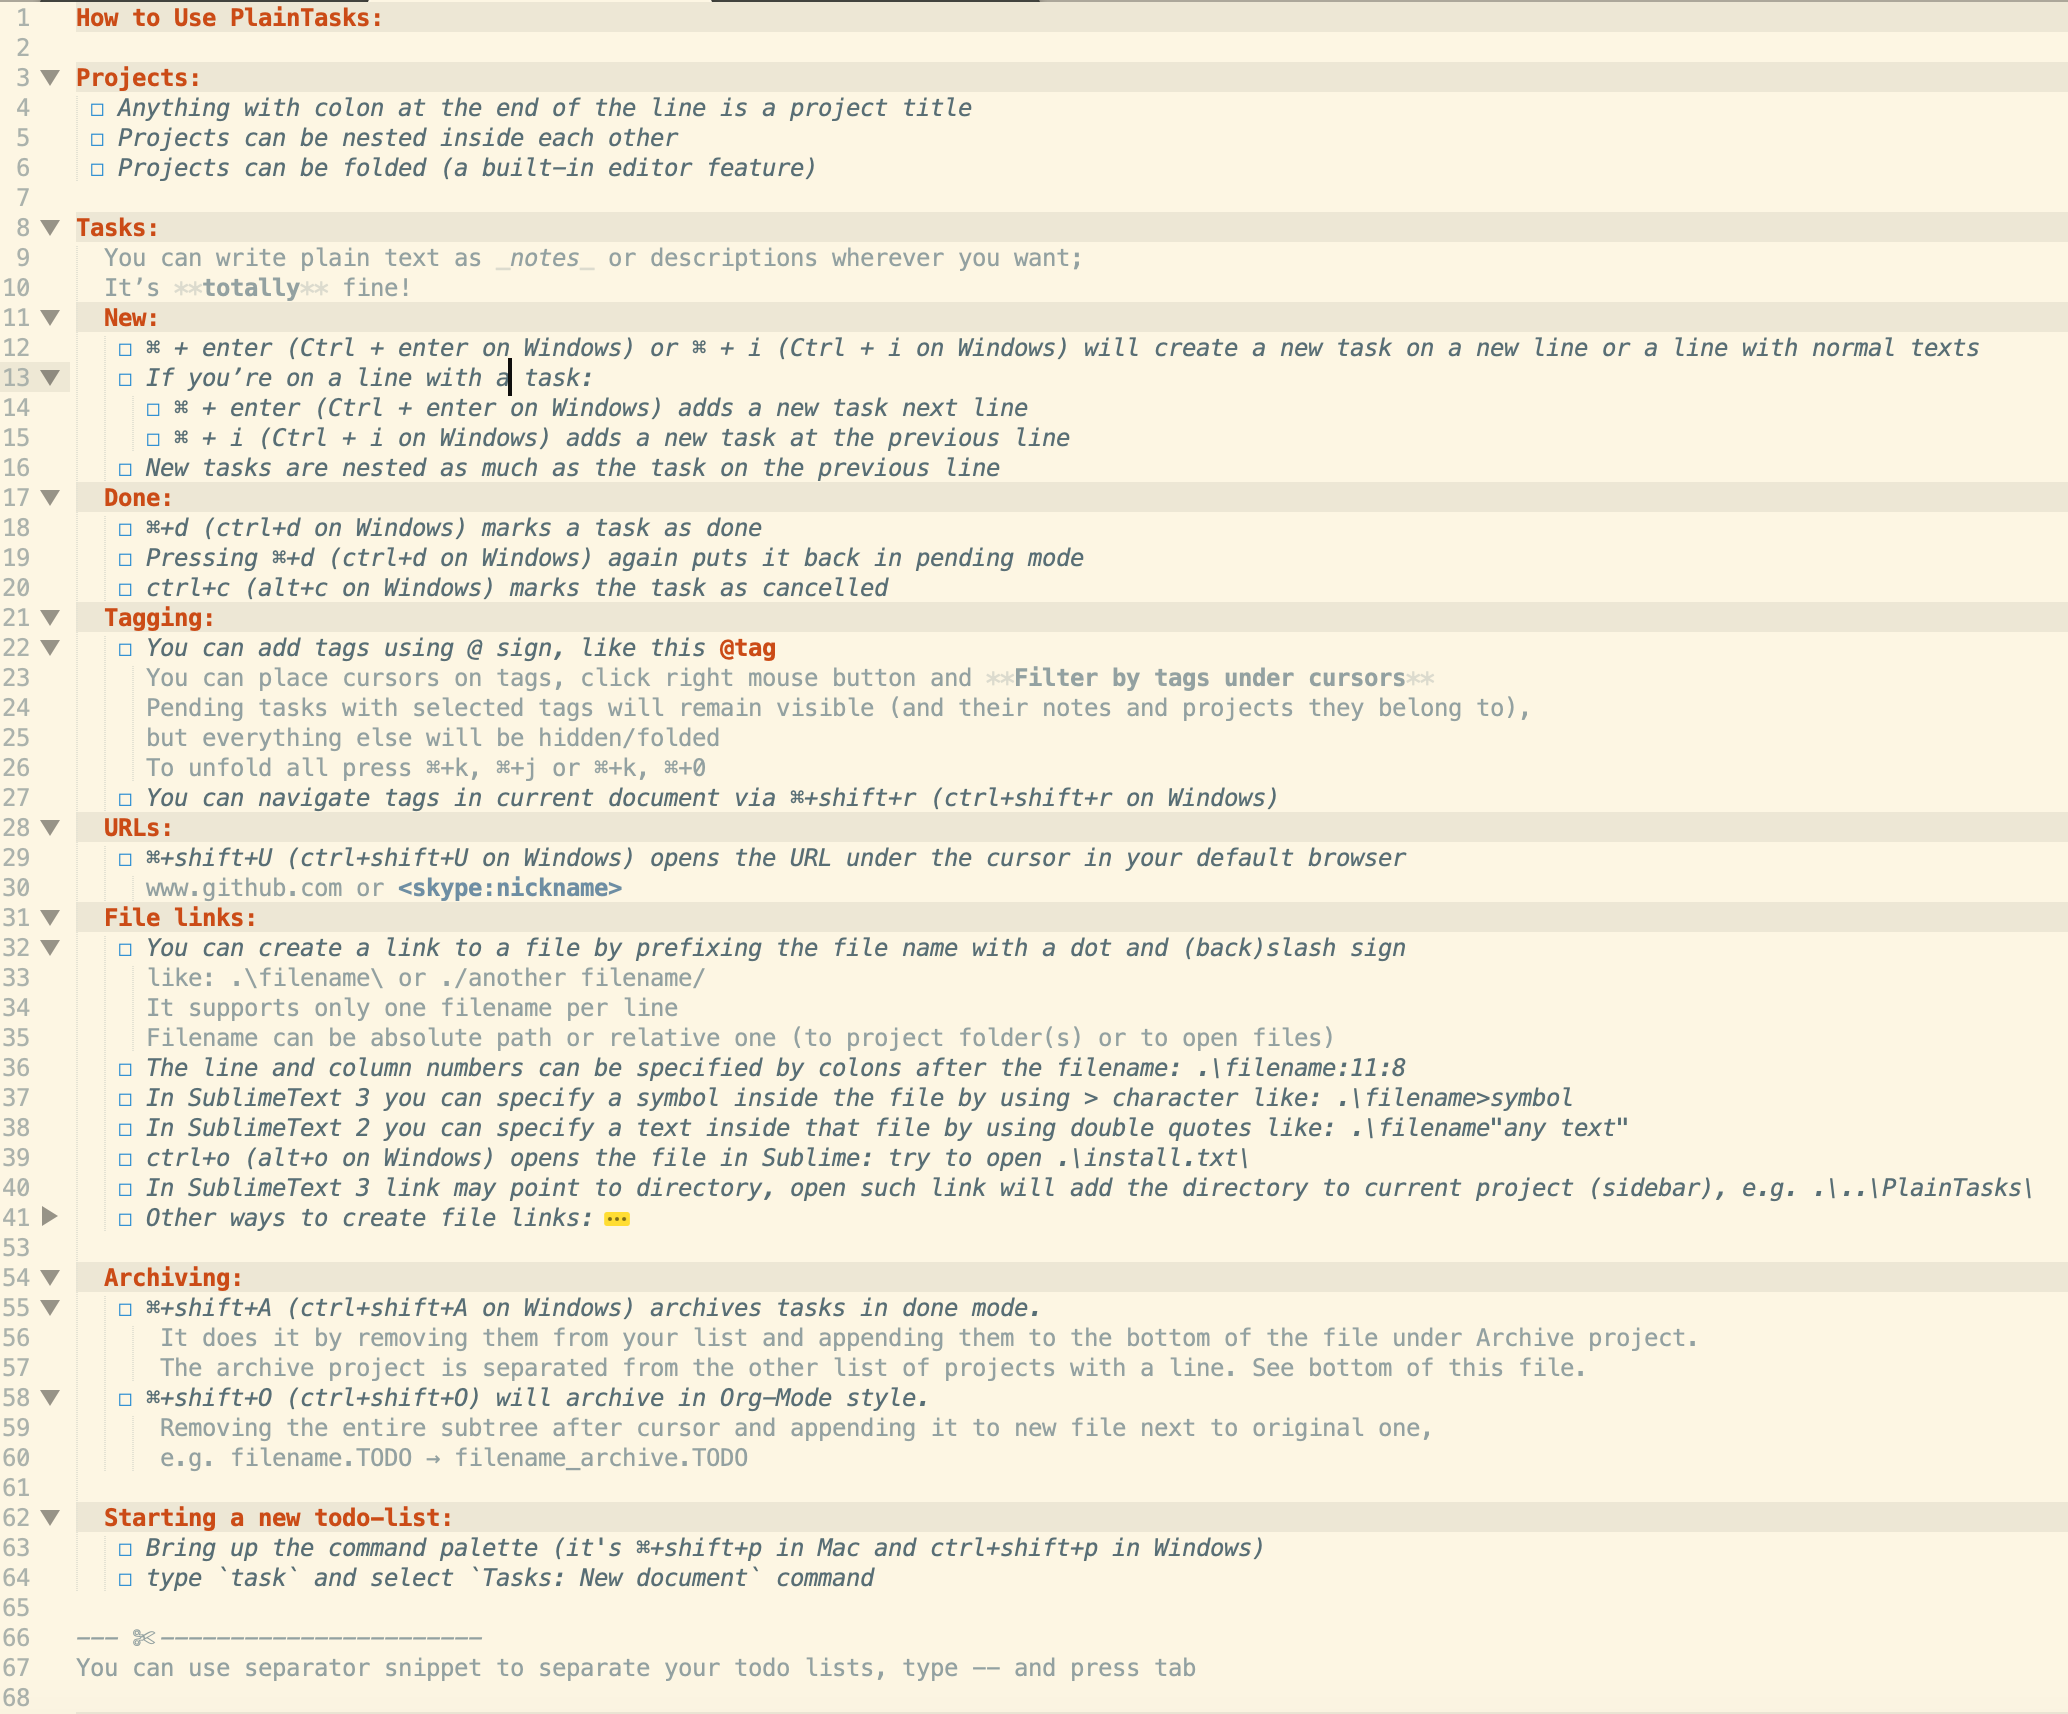 1 How to Use PlainTasks:
2
3 ▼ Projects:
4 ☐ Anything with colon at the end of the line is a project title
5 ☐ Projects can be nested inside each other
6 ☐ Projects can be folded (a built-in editor feature)
7
8 ▼ Tasks:
9 You can write plain text as _notes_ or descriptions wherever you want;
10 It’s **totally** fine!
11 ▼ New:
12 ☐ ⌘ + enter (Ctrl + enter on Windows) or ⌘ + i (Ctrl + i on Windows) will create a new task on a new line or a line with normal texts
13 ▼ ☐ If you’re on a line with a task:
14 ☐ ⌘ + enter (Ctrl + enter on Windows) adds a new task next line
15 ☐ ⌘ + i (Ctrl + i on Windows) adds a new task at the previous line
16 ☐ New tasks are nested as much as the task on the previous line
17 ▼ Done:
18 ☐ ⌘+d (ctrl+d on Windows) marks a task as done
19 ☐ Pressing ⌘+d (ctrl+d on Windows) again puts it back in pending mode
20 ☐ ctrl+c (alt+c on Windows) marks the task as cancelled
21 ▼ Tagging:
22 ▼ ☐ You can add tags using @ sign, like this @tag
23 You can place cursors on tags, click right mouse button and **Filter by tags under cursors**
24 Pending tasks with selected tags will remain visible (and their notes and projects they belong to),
25 but everything else will be hidden/folded
26 To unfold all press ⌘+k, ⌘+j or ⌘+k, ⌘+0
27 ☐ You can navigate tags in current document via ⌘+shift+r (ctrl+shift+r on Windows)
28 ▼ URLs:
29 ☐ ⌘+shift+U (ctrl+shift+U on Windows) opens the URL under the cursor in your default browser
30 www.github.com or <skype:nickname>
31 ▼ File links:
32 ▼ ☐ You can create a link to a file by prefixing the file name with a dot and (back)slash sign
33 like: .\filename\ or ./another filename/
34 It supports only one filename per line
35 Filename can be absolute path or relative one (to project folder(s) or to open files)
36 ☐ The line and column numbers can be specified by colons after the filename: .\filename:11:8
37 ☐ In SublimeText 3 you can specify a symbol inside the file by using > character like: .\filename>symbol
38 ☐ In SublimeText 2 you can specify a text inside that file by using double quotes like: .\filename"any text"
39 ☐ ctrl+o (alt+o on Windows) opens the file in Sublime: try to open .\install.txt\
40 ☐ In SublimeText 3 link may point to directory, open such link will add the directory to current project (sidebar), e.g. .\..\PlainTasks\
41 ▶ ☐ Other ways to create file links: ···
53
54 ▼ Archiving:
55 ▼ ☐ ⌘+shift+A (ctrl+shift+A on Windows) archives tasks in done mode.
56 It does it by removing them from your list and appending them to the bottom of the file under Archive project.
57 The archive project is separated from the other list of projects with a line. See bottom of this file.
58 ▼ ☐ ⌘+shift+O (ctrl+shift+O) will archive in Org-Mode style.
59 Removing the entire subtree after cursor and appending it to new file next to original one,
60 e.g. filename.TODO → filename_archive.TODO
61
62 ▼ Starting a new todo-list:
63 ☐ Bring up the command palette (it's ⌘+shift+p in Mac and ctrl+shift+p in Windows)
64 ☐ type `task` and select `Tasks: New document` command
65
66 --- ✄-----------------------
67 You can use separator snippet to separate your todo lists, type -- and press tab
68